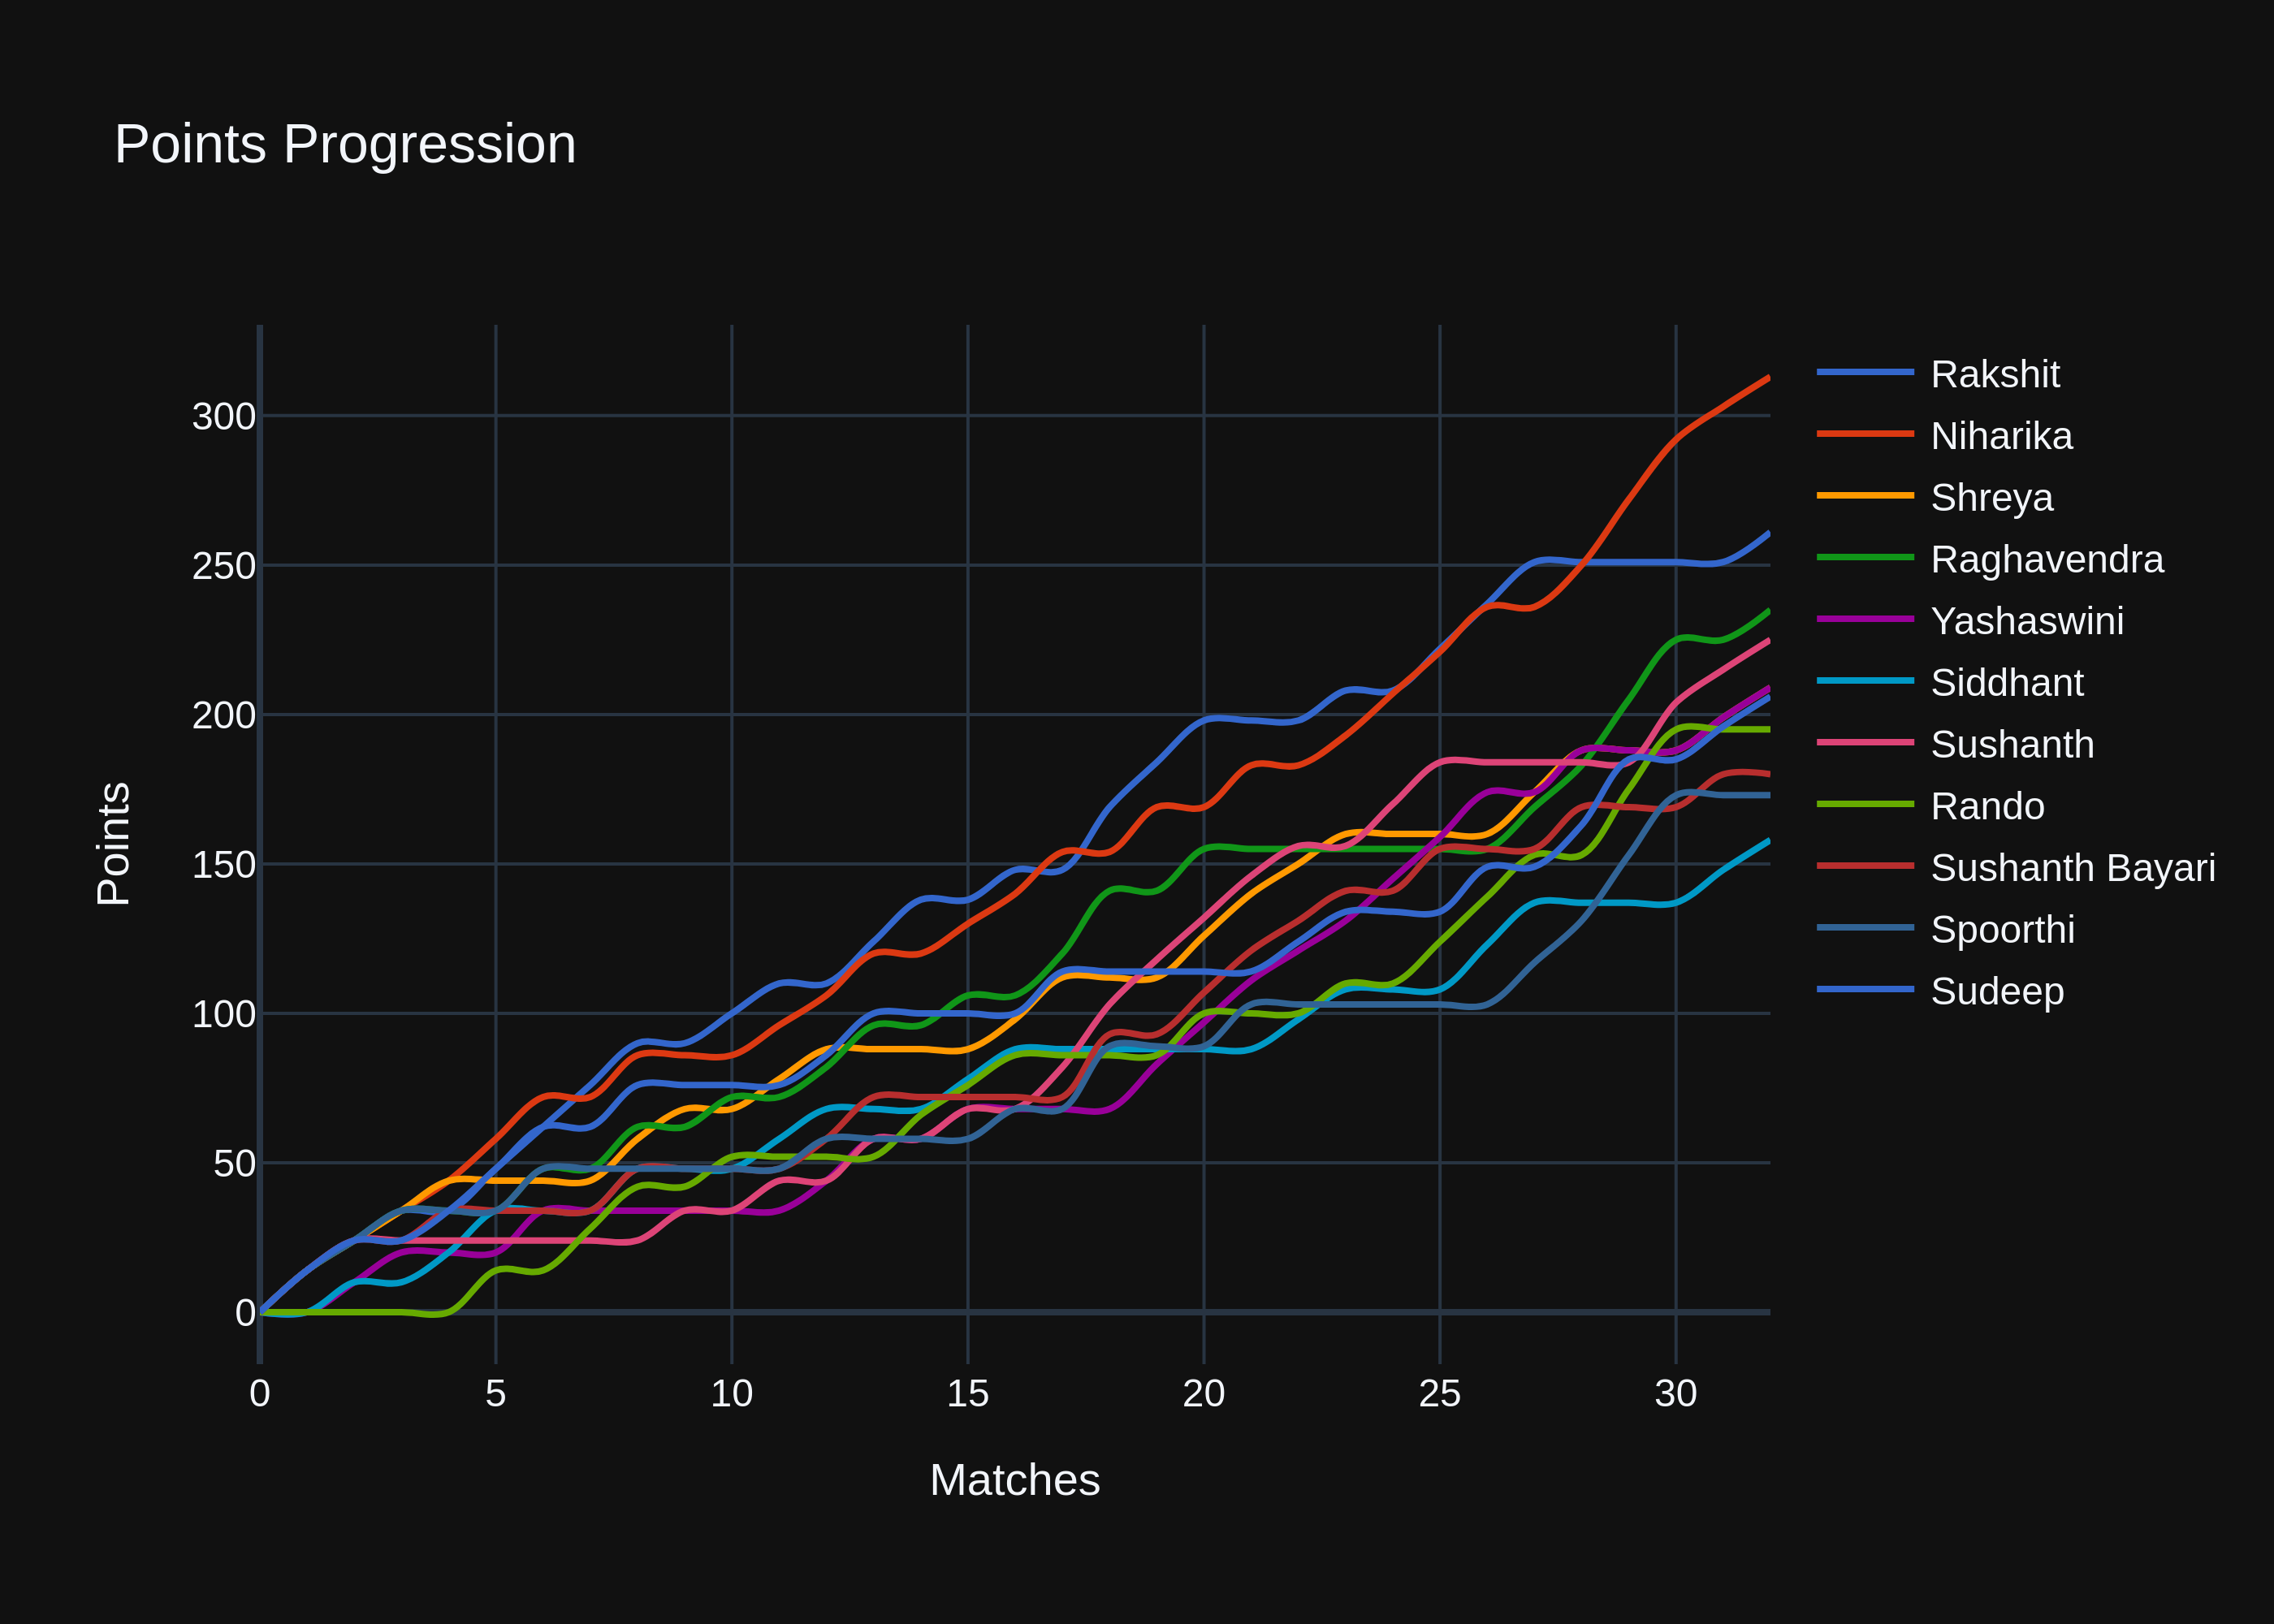 Points Progression
300
250
200
150
100
50
0
Points
0 5 10 15 20 25 30
Matches
Rakshit
Niharika
Shreya
Raghavendra
Yashaswini
Siddhant
Sushanth
Rando
Sushanth Bayari
Spoorthi
Sudeep